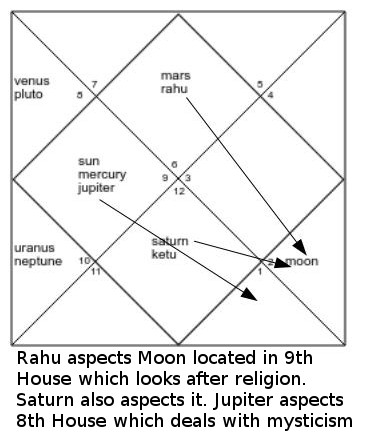 venus
pluto
7
8
mars
rahu
5
4
sun
mercury
jupiter
6
9
3
12
uranus
neptune
10
11
saturn
ketu
2
1
moon
Rahu aspects Moon located in 9th
House which looks after religion.
Saturn also aspects it. Jupiter aspects
8th House which deals with mysticism